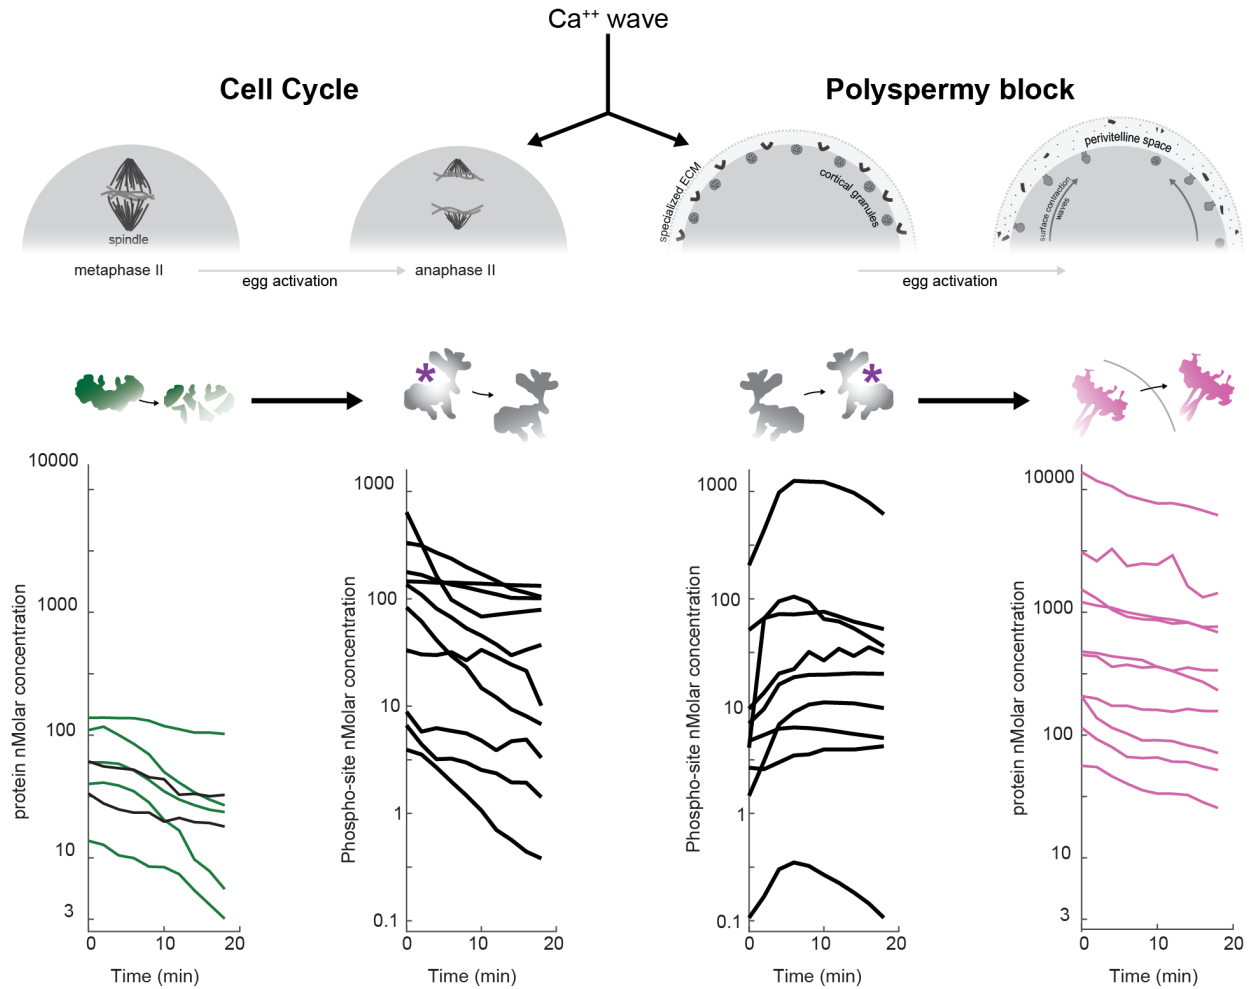 Ca⁺⁺ wave
Cell Cycle
Polyspermy block
spindle
metaphase II
anaphase II
egg activation
specialized ECM
cortical granules
perivitelline space
surface contraction
waves
egg activation
*
*
protein nMolar concentration
10000
1000
100
10
3
0
10
20
Time (min)
Phospho-site nMolar concentration
1000
100
10
1
0.1
0
10
20
Time (min)
Phospho-site nMolar concentration
1000
100
10
1
0.1
0
10
20
Time (min)
protein nMolar concentration
10000
1000
100
10
3
0
10
20
Time (min)